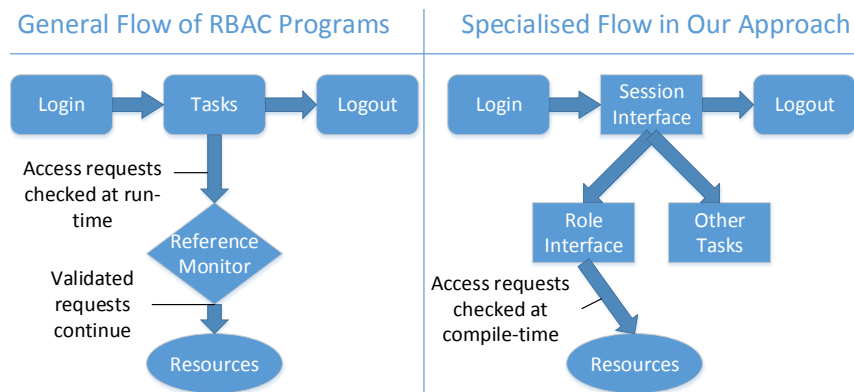 General Flow of RBAC Programs
Login
Tasks
Logout
Access requests
checked at run-
time
Reference
Monitor
Validated
requests
continue
Resources
Specialised Flow in Our Approach
Login
Session
Interface
Logout
Role
Interface
Other
Tasks
Access requests
checked at
compile-time
Resources